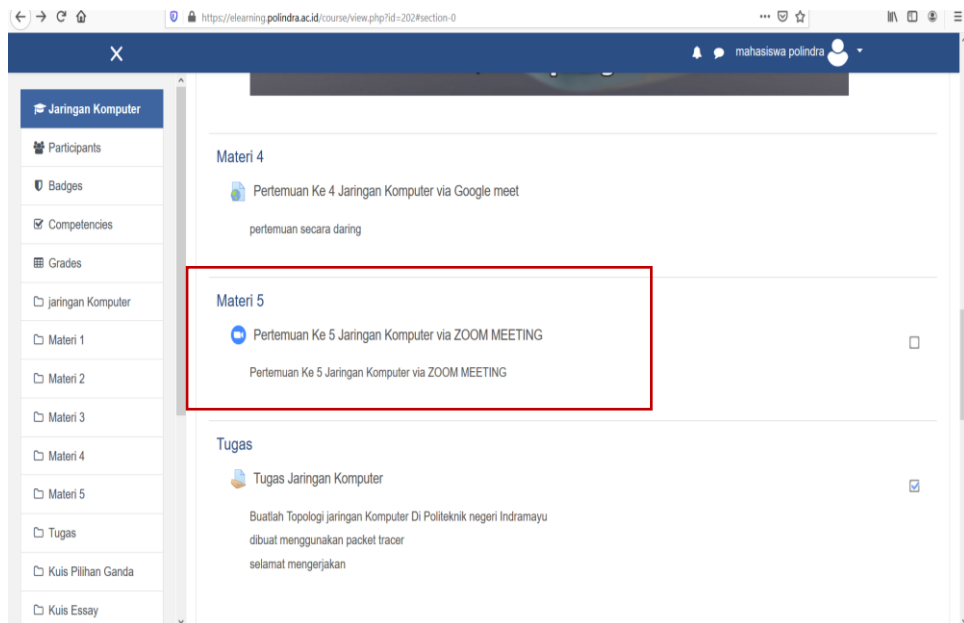 https://elearning.polindra.ac.id/course/view.php?id=202#section-0
X
mahasiswa polindra
Jaringan Komputer
Participants
Badges
Competencies
Grades
jaringan Komputer
Materi 1
Materi 2
Materi 3
Materi 4
Materi 5
Tugas
Kuis Pilihan Ganda
Kuis Essay
Materi 4
Pertemuan Ke 4 Jaringan Komputer via Google meet
pertemuan secara daring
Materi 5
Pertemuan Ke 5 Jaringan Komputer via ZOOM MEETING
Pertemuan Ke 5 Jaringan Komputer via ZOOM MEETING
Tugas
Tugas Jaringan Komputer
Buatlah Topologi jaringan Komputer Di Politeknik negeri Indramayu
dibuat menggunakan packet tracer
selamat mengerjakan